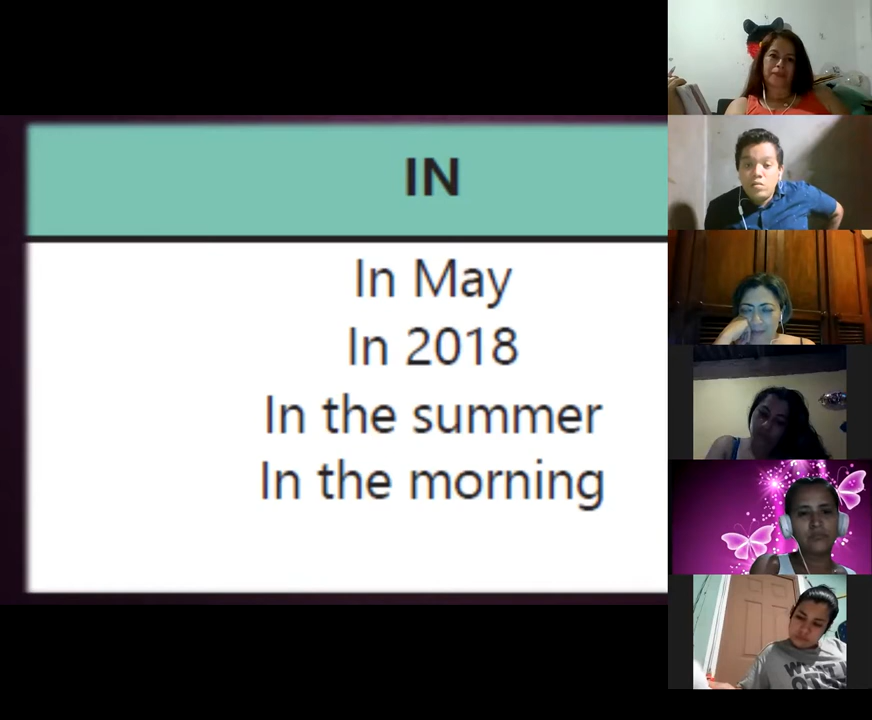 IN
In May
In 2018
In the summer
In the morning